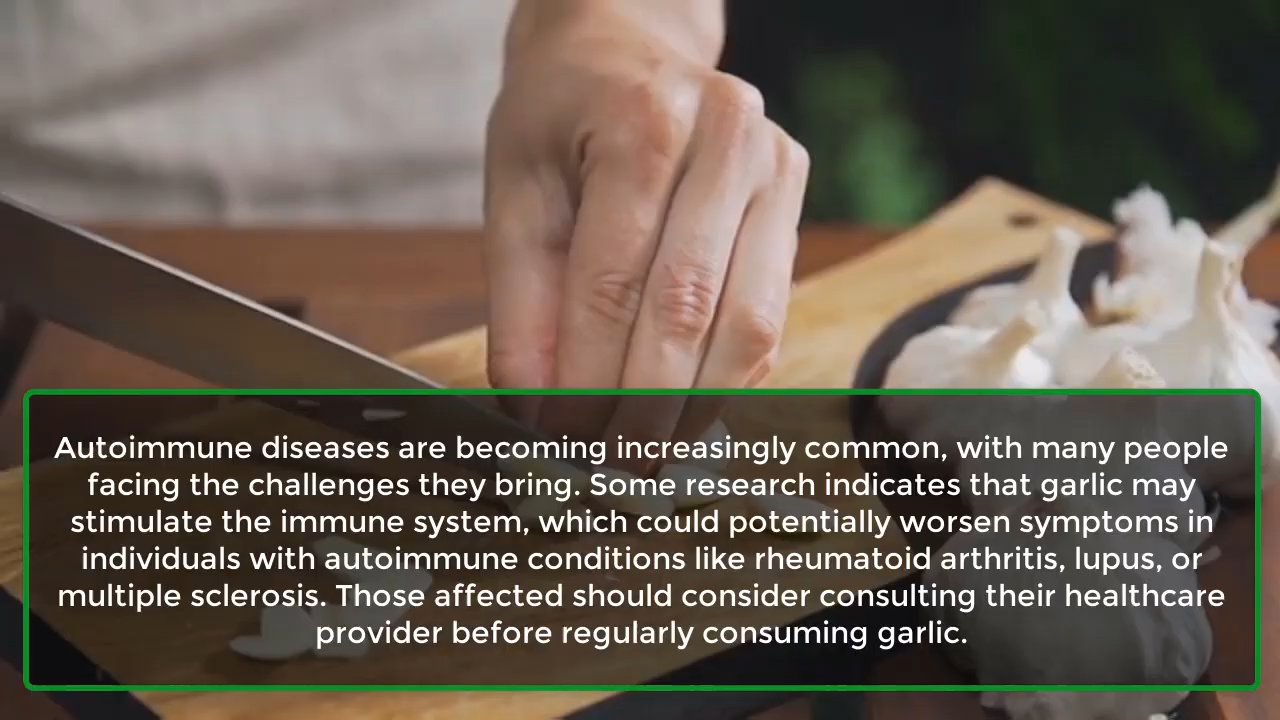 Autoimmune diseases are becoming increasingly common, with many people
facing the challenges they bring. Some research indicates that garlic may
stimulate the immune system, which could potentially worsen symptoms in
individuals with autoimmune conditions like rheumatoid arthritis, lupus, or
multiple sclerosis. Those affected should consider consulting their healthcare
provider before regularly consuming garlic.